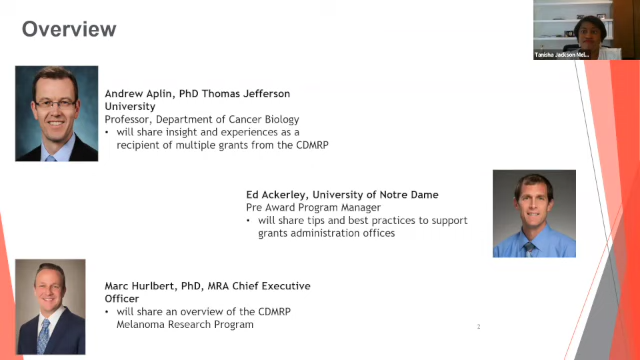 Overview
Tanisha Jackson Nel...
Andrew Aplin, PhD Thomas Jefferson
University
Professor, Department of Cancer Biology
• will share insight and experiences as a
recipient of multiple grants from the CDMRP
Ed Ackerley, University of Notre Dame
Pre Award Program Manager
• will share tips and best practices to support
grants administration offices
Marc Hurlbert, PhD, MRA Chief Executive
Officer
• will share an overview of the CDMRP
Melanoma Research Program
2